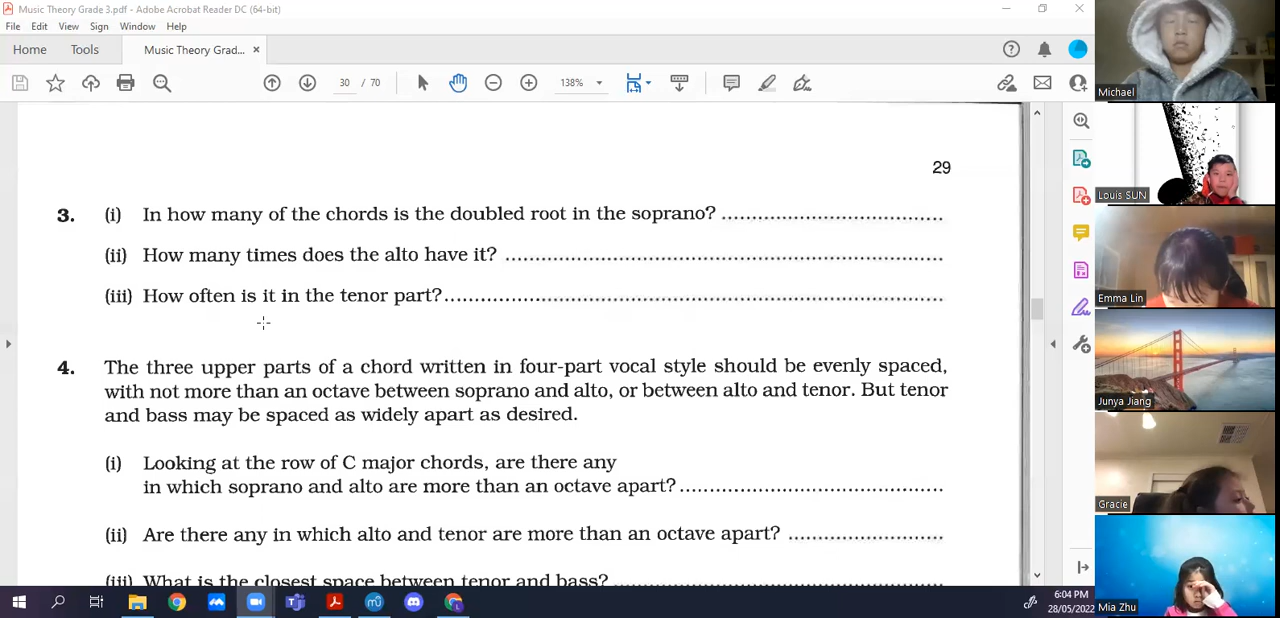 Music Theory Grade 3.pdf - Adobe Acrobat Reader DC (64-bit)
File Edit View Sign Window Help
Home Tools Music Theory Grad... ×
30 / 70 138%
29
3. (i) In how many of the chords is the doubled root in the soprano? ......................................
(ii) How many times does the alto have it? ......................................
(iii) How often is it in the tenor part?......................................
4. The three upper parts of a chord written in four-part vocal style should be evenly spaced,
with not more than an octave between soprano and alto, or between alto and tenor. But tenor
and bass may be spaced as widely apart as desired.
(i) Looking at the row of C major chords, are there any
in which soprano and alto are more than an octave apart?......................................
(ii) Are there any in which alto and tenor are more than an octave apart? ..........................
(iii) What is the closest space between tenor and bass?......................................
6:04 PM
28/05/2022
Michael
Louis SUN
Emma Lin
Junya Jiang
Gracie
Mia Zhu